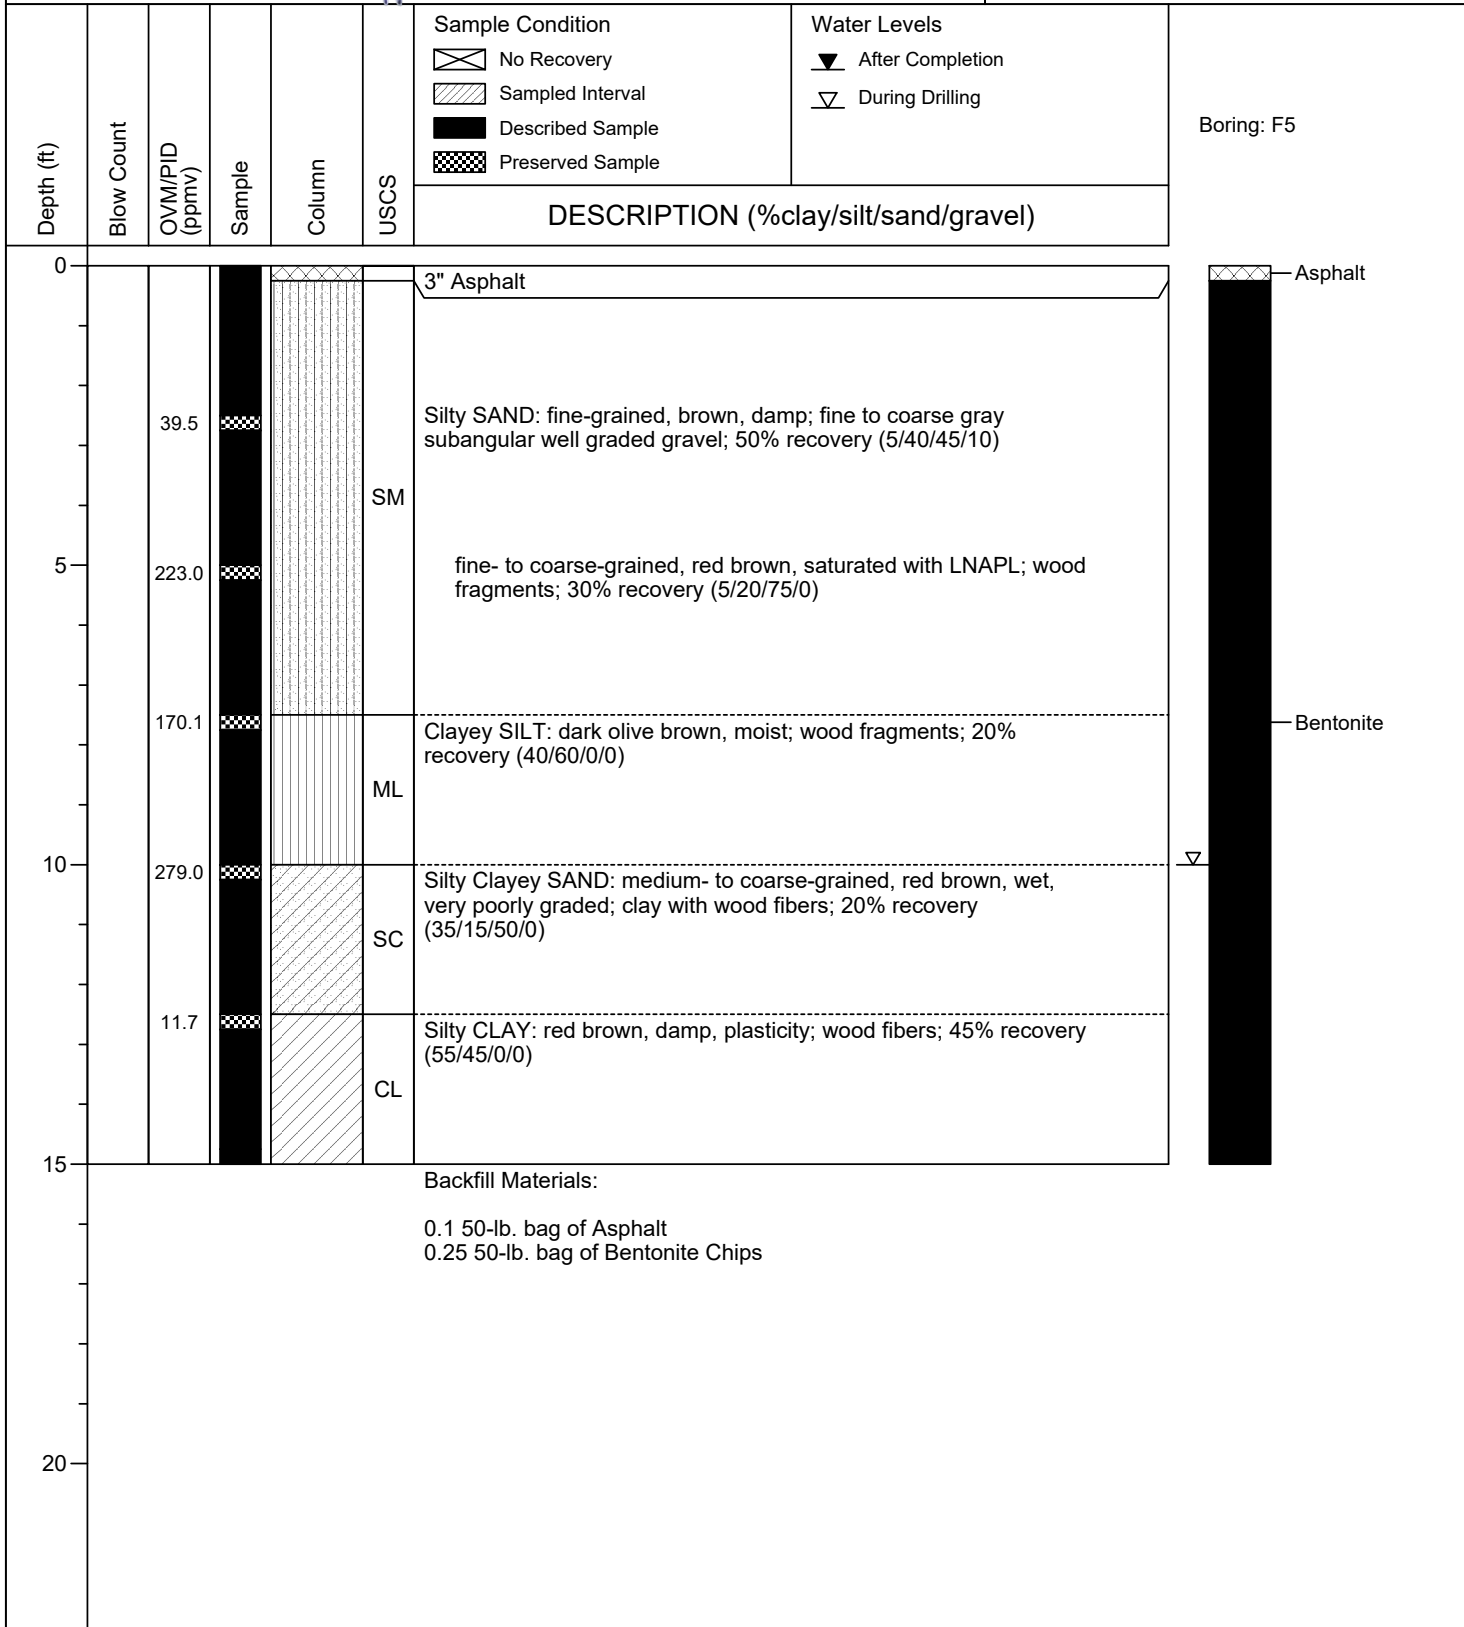 Sample Condition
No Recovery
Sampled Interval
Described Sample
Preserved Sample
Water Levels
After Completion
During Drilling
Boring: F5
Depth (ft)
Blow Count
OVM/PID
(ppmv)
Sample
Column
USCS
DESCRIPTION (%clay/silt/sand/gravel)
0
3" Asphalt
Asphalt
39.5
Silty SAND: fine-grained, brown, damp; fine to coarse gray
subangular well graded gravel; 50% recovery (5/40/45/10)
SM
5
223.0
fine- to coarse-grained, red brown, saturated with LNAPL; wood
fragments; 30% recovery (5/20/75/0)
170.1
Clayey SILT: dark olive brown, moist; wood fragments; 20%
recovery (40/60/0/0)
Bentonite
ML
10
279.0
Silty Clayey SAND: medium- to coarse-grained, red brown, wet,
very poorly graded; clay with wood fibers; 20% recovery
(35/15/50/0)
SC
11.7
Silty CLAY: red brown, damp, plasticity; wood fibers; 45% recovery
(55/45/0/0)
CL
15
Backfill Materials:
0.1 50-lb. bag of Asphalt
0.25 50-lb. bag of Bentonite Chips
20